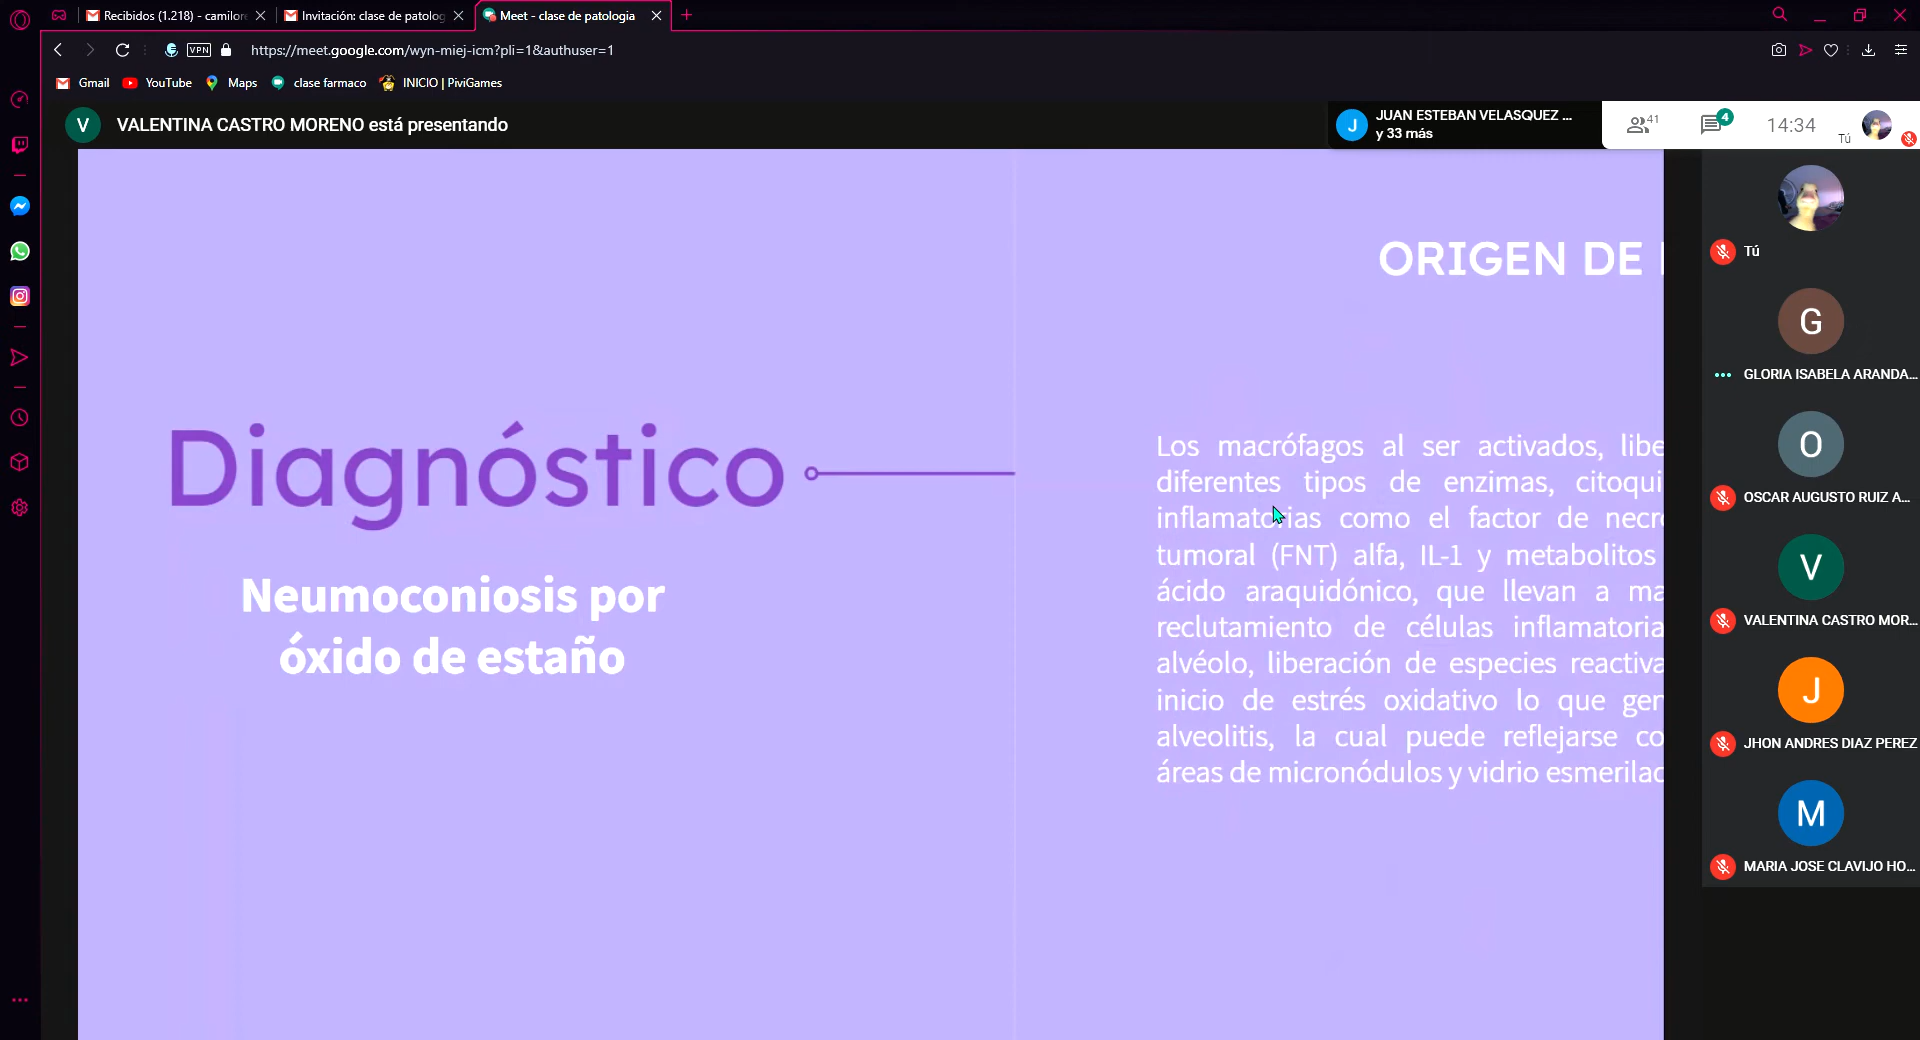 Recibidos (1.218) - camilore
Invitación: clase de patolog
Meet - clase de patologia
VPN
https://meet.google.com/wyn-miej-icm?pli=1&authuser=1
Gmail
YouTube
Maps
clase farmaco
INICIO | PiviGames
V
VALENTINA CASTRO MORENO está presentando
J
JUAN ESTEBAN VELASQUEZ ...
y 33 más
41
4
14:34
Tú
Diagnóstico
Neumoconiosis por
óxido de estaño
ORIGEN DE
Los macrófagos al ser activados, libe
diferentes tipos de enzimas, citoqui
inflamatorias como el factor de necr
tumoral (FNT) alfa, IL-1 y metabolitos
ácido araquidónico, que llevan a ma
reclutamiento de células inflamatoria
alvéolo, liberación de especies reactiva
inicio de estrés oxidativo lo que gen
alveolitis, la cual puede reflejarse co
áreas de micronódulos y vidrio esmerilad
Tú
G
GLORIA ISABELA ARANDA...
O
OSCAR AUGUSTO RUIZ A...
V
VALENTINA CASTRO MOR...
J
JHON ANDRES DIAZ PEREZ
M
MARIA JOSE CLAVIJO HO...